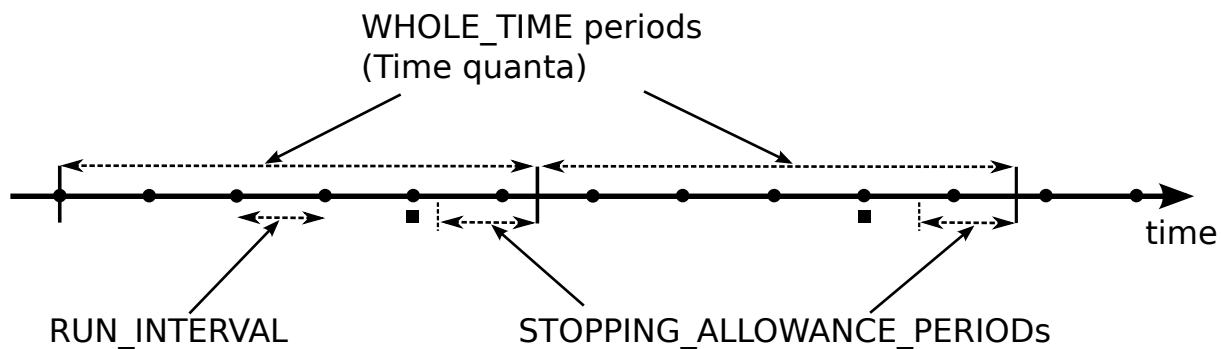 WHOLE_TIME periods
(Time quanta)
time
RUN_INTERVAL
STOPPING_ALLOWANCE_PERIODs